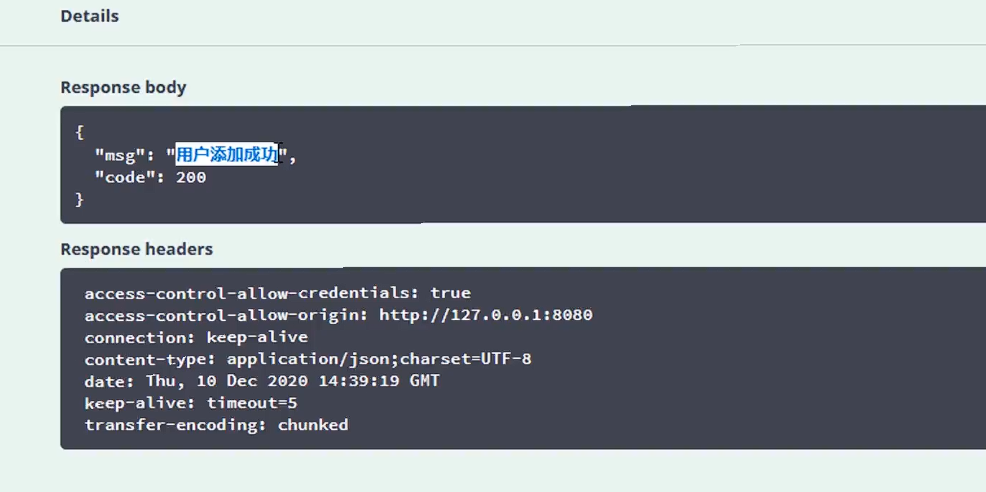 Details
Response body
{
"msg": "用户添加成功",
"code": 200
}
Response headers
access-control-allow-credentials: true
access-control-allow-origin: http://127.0.0.1:8080
connection: keep-alive
content-type: application/json;charset=UTF-8
date: Thu, 10 Dec 2020 14:39:19 GMT
keep-alive: timeout=5
transfer-encoding: chunked